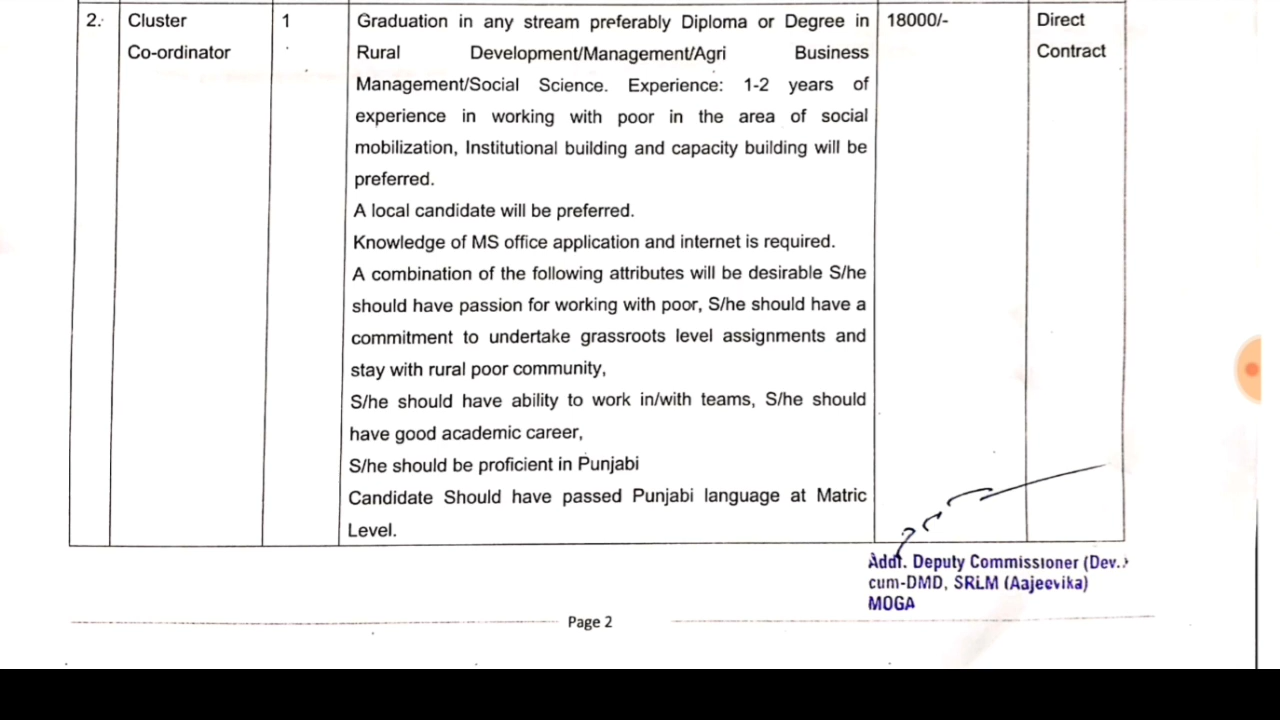 2. Cluster 1 Graduation in any stream preferably Diploma or Degree in 18000/- Direct
Co-ordinator Rural Development/Management/Agri Business Contract
Management/Social Science. Experience: 1-2 years of
experience in working with poor in the area of social
mobilization, Institutional building and capacity building will be
preferred.
A local candidate will be preferred.
Knowledge of MS office application and internet is required.
A combination of the following attributes will be desirable S/he
should have passion for working with poor, S/he should have a
commitment to undertake grassroots level assignments and
stay with rural poor community,
S/he should have ability to work in/with teams, S/he should
have good academic career,
S/he should be proficient in Punjabi
Candidate Should have passed Punjabi language at Matric
Level.
Addl. Deputy Commissioner (Dev.)
cum-DMD, SRLM (Aajeevika)
MOGA
Page 2